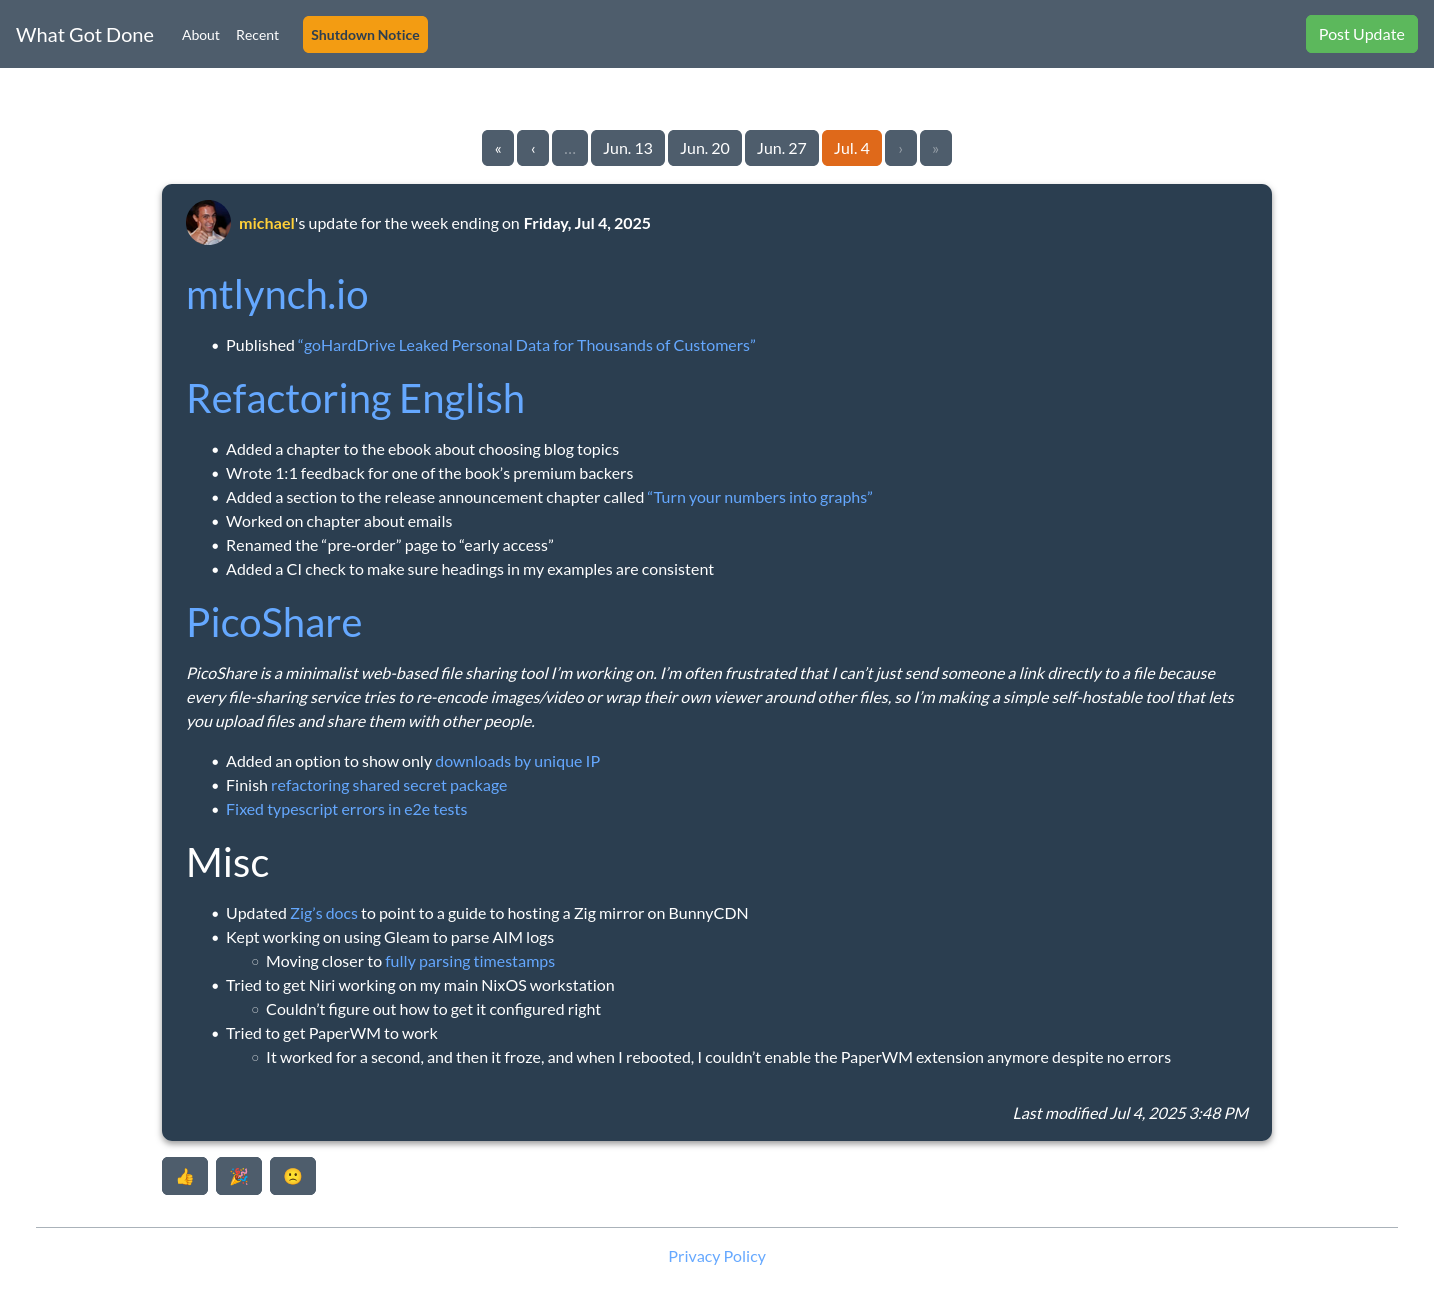 What Got Done About Recent Shutdown Notice Post Update
« ‹ … Jun. 13 Jun. 20 Jun. 27 Jul. 4 › »
michael's update for the week ending on Friday, Jul 4, 2025
mtlynch.io
• Published “goHardDrive Leaked Personal Data for Thousands of Customers”
Refactoring English
• Added a chapter to the ebook about choosing blog topics
• Wrote 1:1 feedback for one of the book’s premium backers
• Added a section to the release announcement chapter called “Turn your numbers into graphs”
• Worked on chapter about emails
• Renamed the “pre-order” page to “early access”
• Added a CI check to make sure headings in my examples are consistent
PicoShare
PicoShare is a minimalist web-based file sharing tool I’m working on. I’m often frustrated that I can’t just send someone a link directly to a file because
every file-sharing service tries to re-encode images/video or wrap their own viewer around other files, so I’m making a simple self-hostable tool that lets
you upload files and share them with other people.
• Added an option to show only downloads by unique IP
• Finish refactoring shared secret package
• Fixed typescript errors in e2e tests
Misc
• Updated Zig’s docs to point to a guide to hosting a Zig mirror on BunnyCDN
• Kept working on using Gleam to parse AIM logs
◦ Moving closer to fully parsing timestamps
• Tried to get Niri working on my main NixOS workstation
◦ Couldn’t figure out how to get it configured right
• Tried to get PaperWM to work
◦ It worked for a second, and then it froze, and when I rebooted, I couldn’t enable the PaperWM extension anymore despite no errors
Last modified Jul 4, 2025 3:48 PM
Privacy Policy